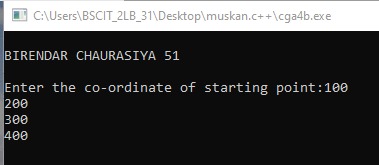 C:\Users\BSCIT_2LB_31\Desktop\muskan.c++\cga4b.exe
BIRENDAR CHAURASIYA 51
Enter the co-ordinate of starting point:100
200
300
400